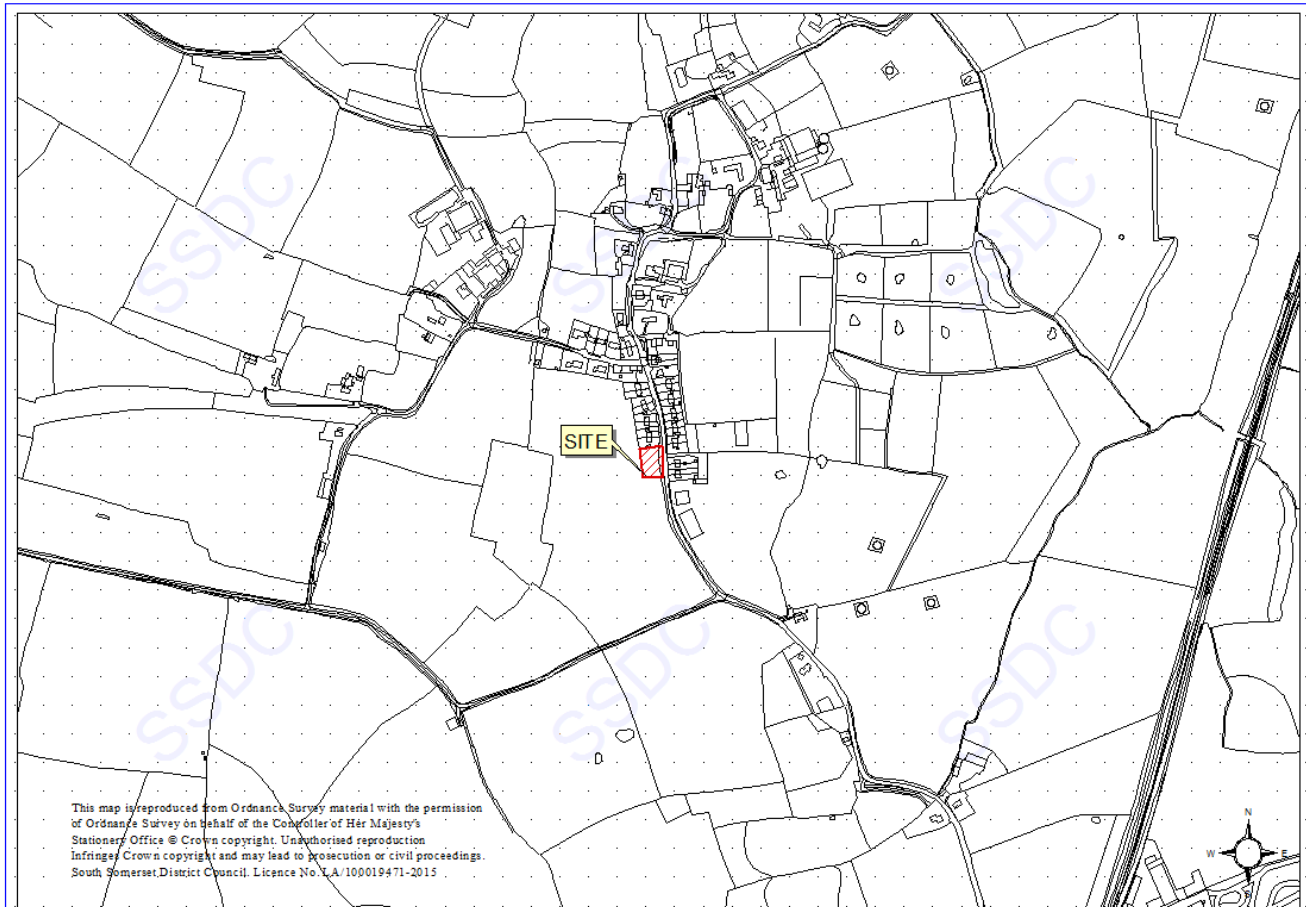 SSDC
SSDC
SSDC
SITE
SSDC
SSDC
SSDC
This map is reproduced from Ordnance Survey material with the permission
of Ordnance Survey on behalf of the Controller of Her Majesty's
Stationery Office © Crown copyright. Unauthorised reproduction
Infringes Crown copyright and may lead to prosecution or civil proceedings.
South Somerset District Council. Licence No. LA/100019471-2015
N
W
E
S